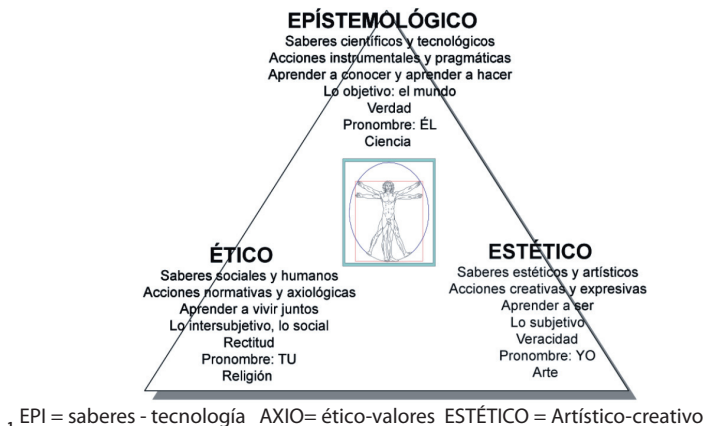 EPÍSTEMOLÓGICO
Saberes científicos y tecnológicos
Acciones instrumentales y pragmáticas
Aprender a conocer y aprender a hacer
Lo objetivo: el mundo
Verdad
Pronombre: ÉL
Ciencia
ÉTICO
Saberes sociales y humanos
Acciones normativas y axiológicas
Aprender a vivir juntos
Lo intersubjetivo, lo social
Rectitud
Pronombre: TU
Religión
ESTÉTICO
Saberes estéticos y artísticos
Acciones creativas y expresivas
Aprender a ser
Lo subjetivo
Veracidad
Pronombre: YO
Arte
1 EPI = saberes - tecnología AXIO= ético-valores ESTÉTICO = Artístico-creativo